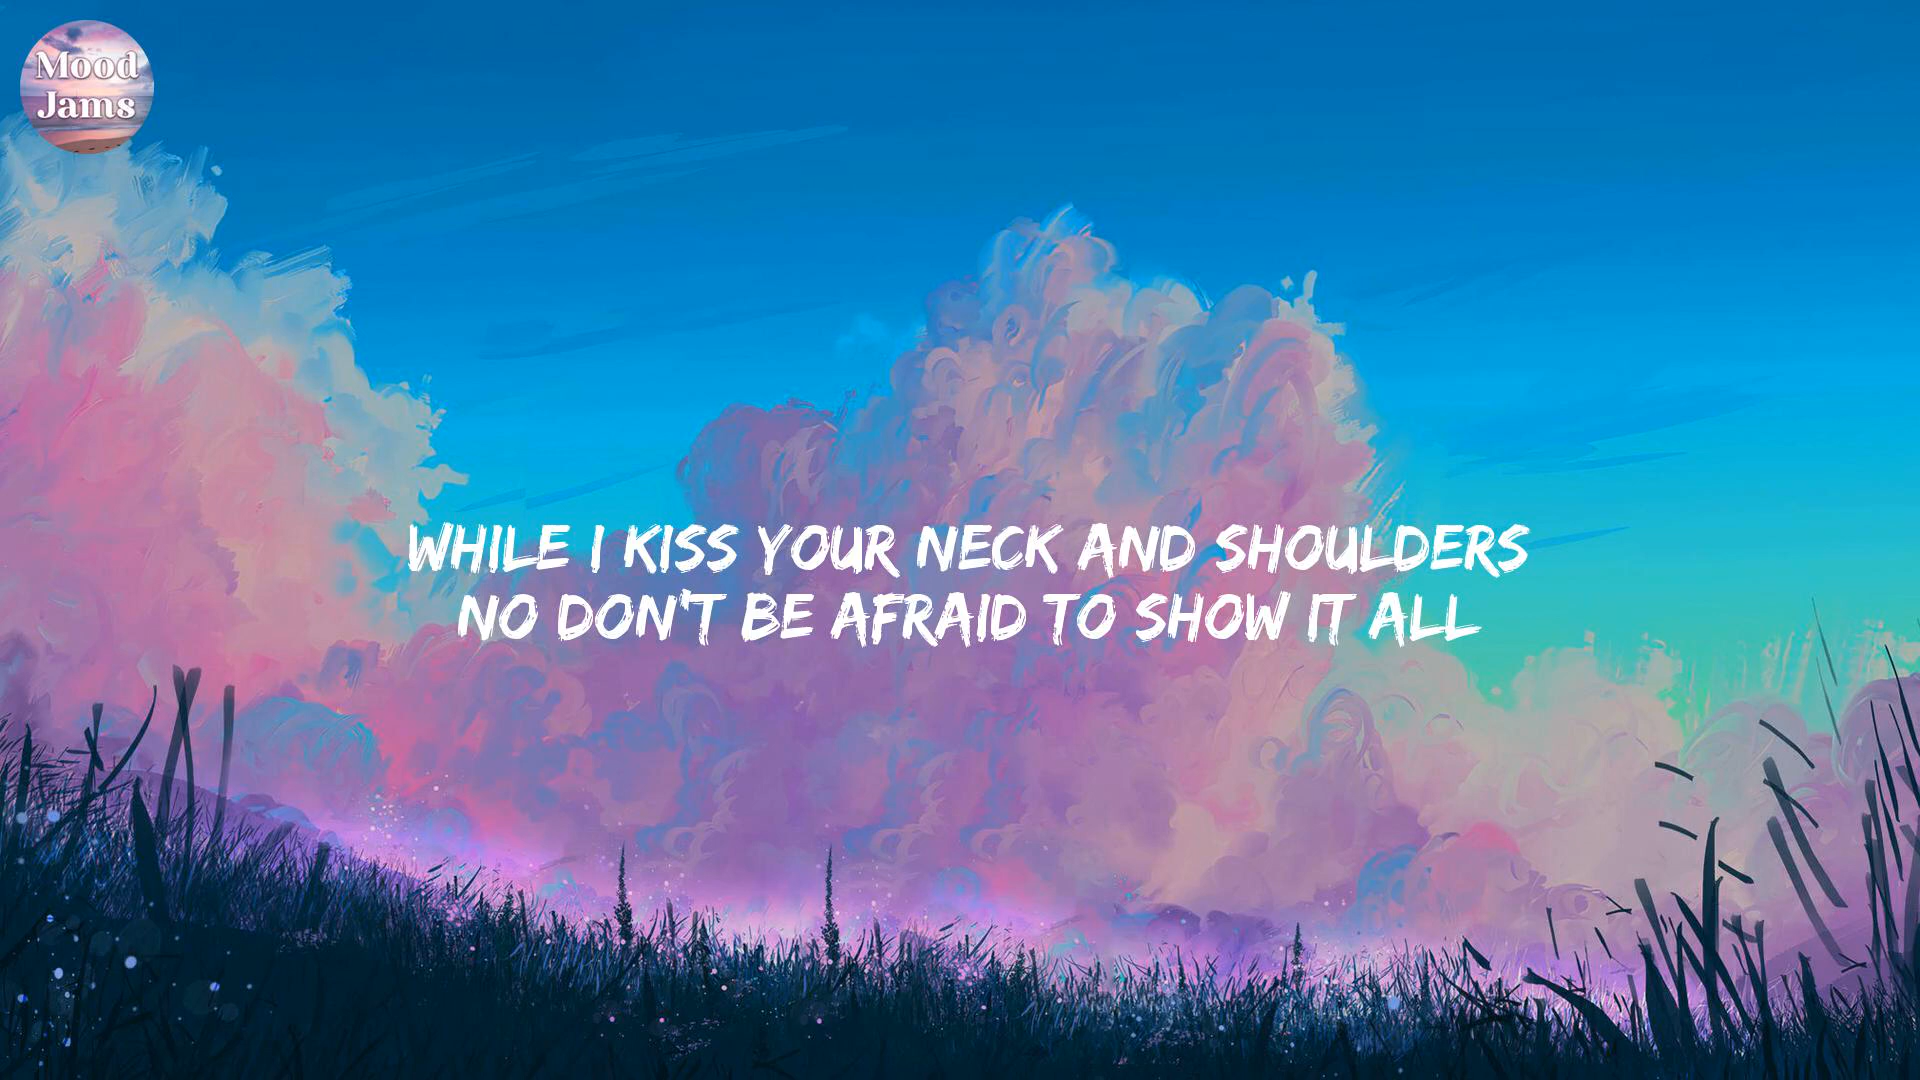 Mood
Jams
WHILE I KISS YOUR NECK AND SHOULDERS
NO DON'T BE AFRAID TO SHOW IT ALL